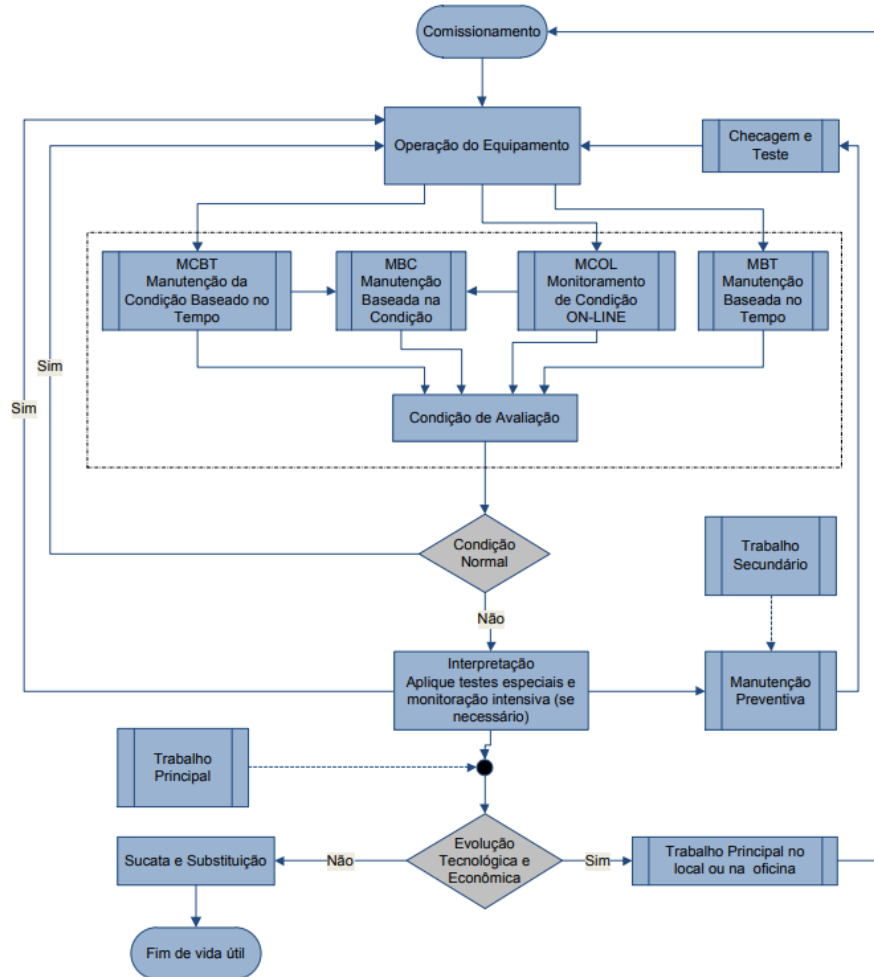 Comissionamento
Operação do Equipamento
Checagem e
Teste
MCBT
Manutenção da
Condição Baseado no
Tempo
MBC
Manutenção
Baseada na
Condição
MCOL
Monitoramento
de Condição
ON-LINE
MBT
Manutenção
Baseada no
Tempo
Sim
Sim
Condição de Avaliação
Condição
Normal
Trabalho
Secundário
Não
Interpretação
Aplique testes especiais e
monitoração intensiva (se
necessário)
Manutenção
Preventiva
Trabalho
Principal
Sucata e Substituição
Não
Evolução
Tecnológica e
Econômica
Sim
Trabalho Principal no
local ou na oficina
Fim de vida útil